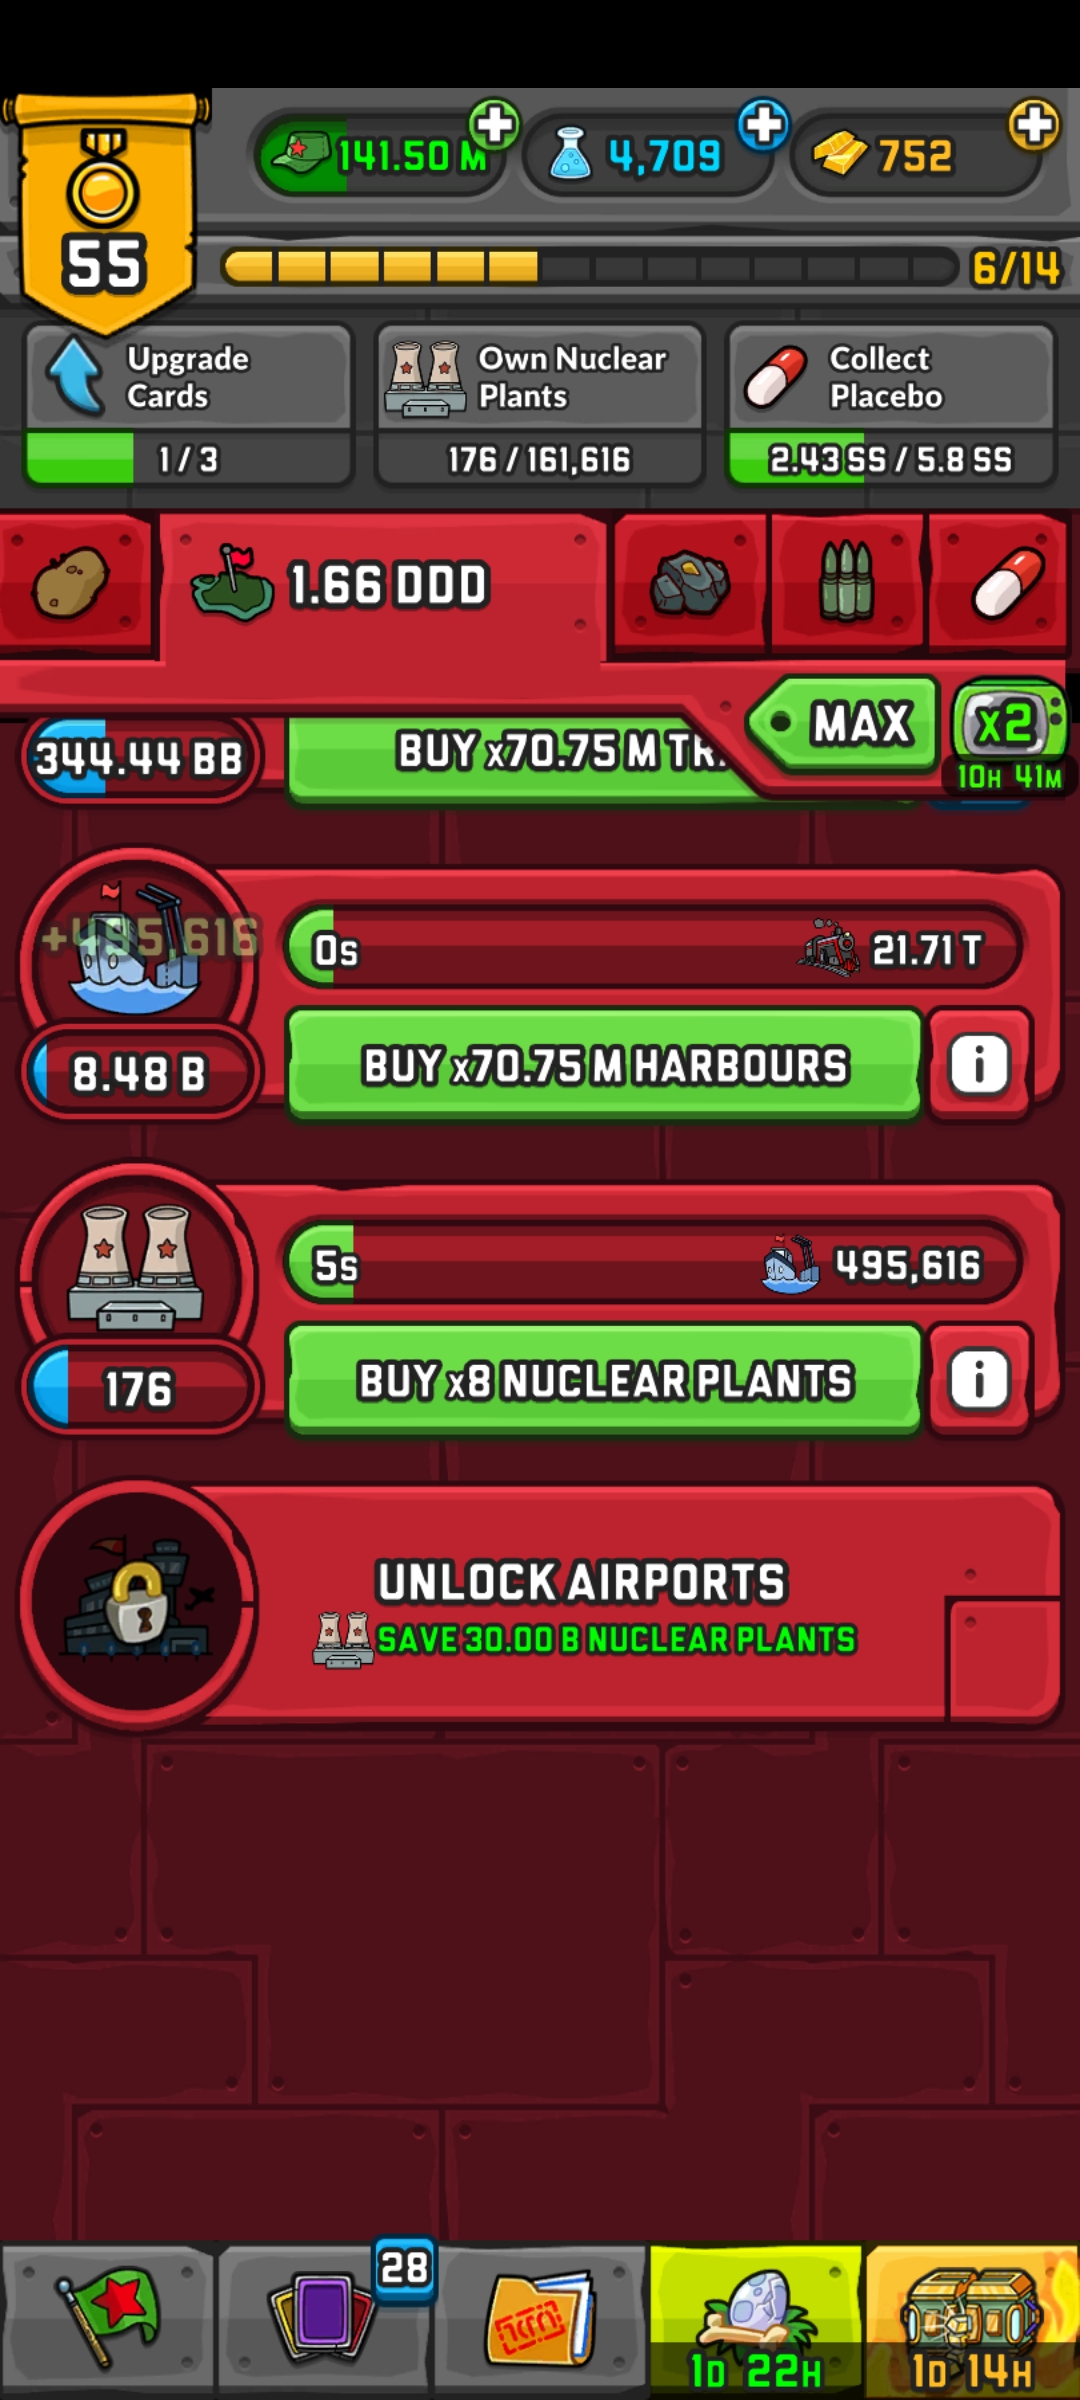 55
141.50 M
4,709
752
6/14
Upgrade
Cards
1 / 3
Own Nuclear
Plants
176 / 161,616
Collect
Placebo
2.43 SS / 5.8 SS
1.66 DDD
MAX
x2
10H 41M
344.44 BB
BUY x70.75 M
+495,616
0s
21.71 T
8.48 B
BUY x70.75 M HARBOURS
i
5s
495,616
176
BUY x8 NUCLEAR PLANTS
i
UNLOCK AIRPORTS
SAVE 30.00 B NUCLEAR PLANTS
28
1D 22H
1D 14H